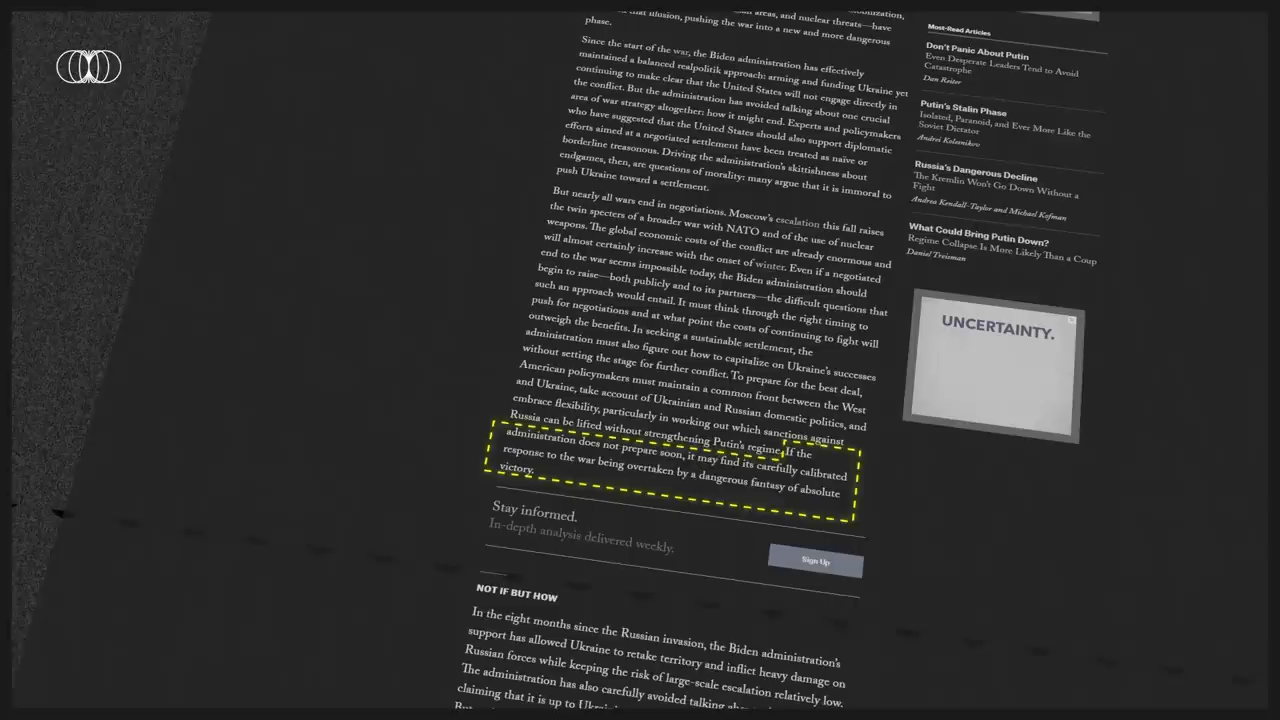 that illusion, pushing the war into a new and more dangerous
phase.
Since the start of the war, the Biden administration has effectively
maintained a balanced realpolitik approach: arming and funding Ukraine yet
continuing to make clear that the United States will not engage directly in
the conflict. But the administration has avoided talking about one crucial
area of war strategy altogether: how it might end. Experts and policymakers
who have suggested that the United States should also support diplomatic
efforts aimed at a negotiated settlement have been treated as naïve or
borderline treasonous. Driving the administration's skittishness about
endgames, then, are questions of morality: many argue that it is immoral to
push Ukraine toward a settlement.
But nearly all wars end in negotiations. Moscow's escalation this fall raises
the twin specters of a broader war with NATO and of the use of nuclear
weapons. The global economic costs of the conflict are already enormous and
will almost certainly increase with the onset of winter. Even if a negotiated
end to the war seems impossible today, the Biden administration should
begin to raise—both publicly and to its partners—the difficult questions that
such an approach would entail. It must think through the right timing to
push for negotiations and at what point the costs of continuing to fight will
outweigh the benefits. In seeking a sustainable settlement, the
administration must also figure out how to capitalize on Ukraine's successes
without setting the stage for further conflict. To prepare for the best deal,
American policymakers must maintain a common front between the West
and Ukraine, take account of Ukrainian and Russian domestic politics, and
embrace flexibility, particularly in working out which sanctions against
Russia can be lifted without strengthening Putin's regime. If the
administration does not prepare soon, it may find its carefully calibrated
response to the war being overtaken by a dangerous fantasy of absolute
victory.
Stay informed.
In-depth analysis delivered weekly.
Sign Up
NOT IF BUT HOW
In the eight months since the Russian invasion, the Biden administration's
support has allowed Ukraine to retake territory and inflict heavy damage on
Russian forces while keeping the risk of large-scale escalation relatively low.
The administration has also carefully avoided talking
claiming that it is up to
Most-Read Articles
Don't Panic About Putin
Even Desperate Leaders Tend to Avoid
Catastrophe
Dan Reiter
Putin's Stalin Phase
Isolated, Paranoid, and Ever More Like the
Soviet Dictator
Andrei Kolesnikov
Russia's Dangerous Decline
The Kremlin Won't Go Down Without a
Fight
Andrea Kendall-Taylor and Michael Kofman
What Could Bring Putin Down?
Regime Collapse Is More Likely Than a Coup
Daniel Treisman
UNCERTAINTY.